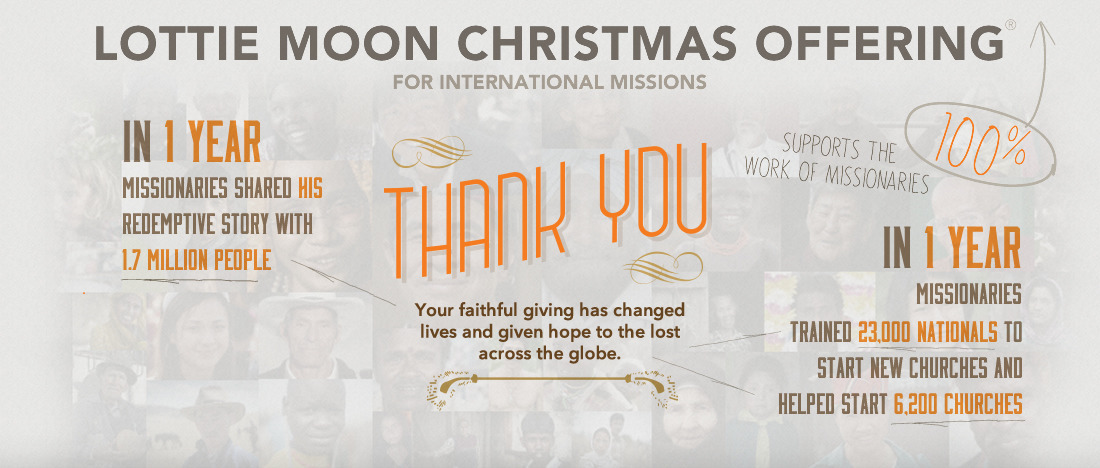 LOTTIE MOON CHRISTMAS OFFERING®
FOR INTERNATIONAL MISSIONS
IN 1 YEAR
MISSIONARIES SHARED HIS
REDEMPTIVE STORY WITH
1.7 MILLION PEOPLE
THANK YOU
Your faithful giving has changed
lives and given hope to the lost
across the globe.
100%
SUPPORTS THE
WORK OF MISSIONARIES
IN 1 YEAR
MISSIONARIES
TRAINED 23,000 NATIONALS TO
START NEW CHURCHES AND
HELPED START 6,200 CHURCHES